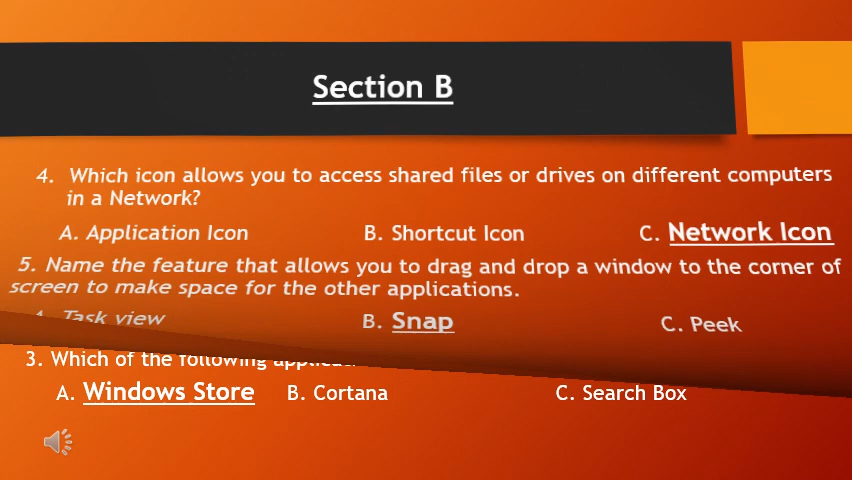 Section B
4. Which icon allows you to access shared files or drives on different computers
in a Network?
A. Application Icon B. Shortcut Icon C. Network Icon
5. Name the feature that allows you to drag and drop a window to the corner of
screen to make space for the other applications.
A. Task view B. Snap C. Peek
3. Which of the following
A. Windows Store B. Cortana C. Search Box